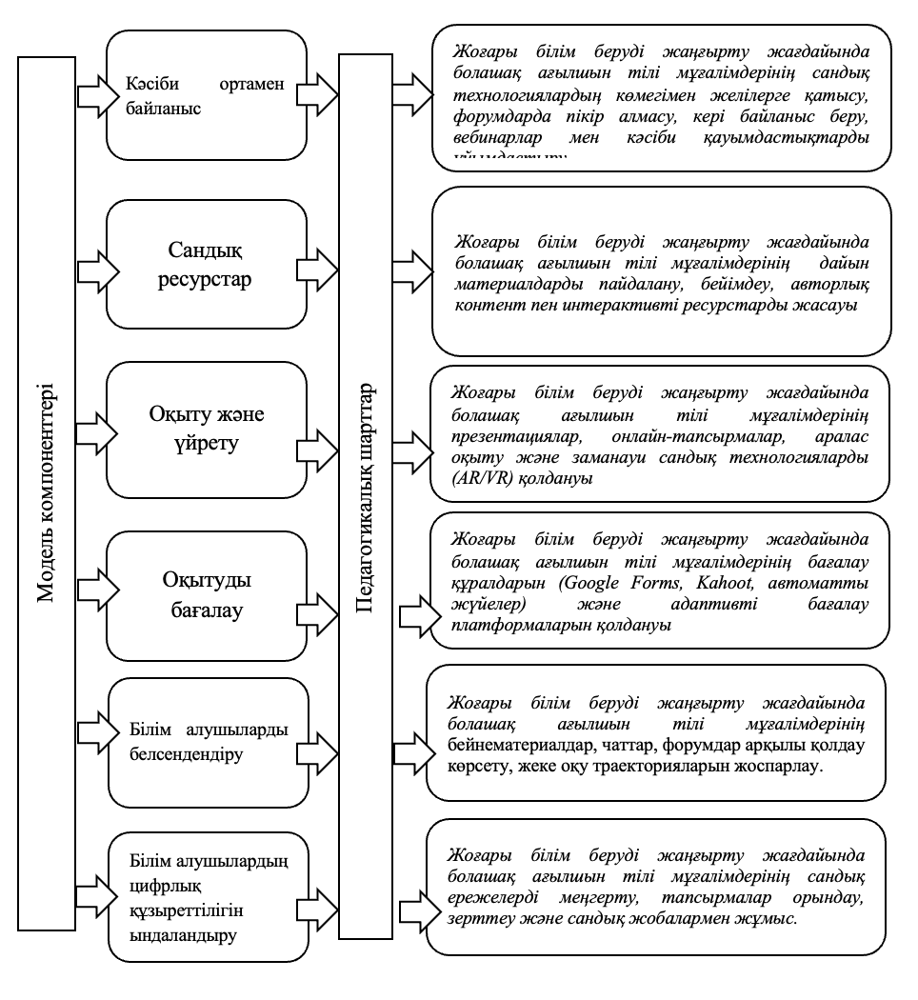 Модель компоненттері
Кәсіби ортамен
байланыс
Сандық
ресурстар
Оқыту және
үйрету
Оқытуды
бағалау
Білім алушыларды
белсендендіру
Білім алушылардың
цифрлық
құзыреттілігін
ындаландыру
Педагогикалық шарттар
Жоғары білім беруді жаңғырту жағдайында
болашақ ағылшын тілі мұғалімдерінің сандық
технологиялардың көмегімен желілерге қатысу,
форумдарда пікір алмасу, кері байланыс беру,
вебинарлар мен кәсіби қауымдастықтарды
ұйымдастыру
Жоғары білім беруді жаңғырту жағдайында
болашақ ағылшын тілі мұғалімдерінің дайын
материалдарды пайдалану, бейімдеу, авторлық
контент пен интерактивті ресурстарды жасауы
Жоғары білім беруді жаңғырту жағдайында
болашақ ағылшын тілі мұғалімдерінің
презентациялар, онлайн-тапсырмалар, аралас
оқыту және заманауи сандық технологияларды
(AR/VR) қолдануы
Жоғары білім беруді жаңғырту жағдайында
болашақ ағылшын тілі мұғалімдерінің бағалау
құралдарын (Google Forms, Kahoot, автоматты
жүйелер) және адаптивті бағалау
платформаларын қолдануы
Жоғары білім беруді жаңғырту жағдайында
болашақ ағылшын тілі мұғалімдерінің
бейнематериалдар, чаттар, форумдар арқылы қолдау
көрсету, жеке оқу траекторияларын жоспарлау.
Жоғары білім беруді жаңғырту жағдайында
болашақ ағылшын тілі мұғалімдерінің сандық
ережелерді меңгерту, тапсырмалар орындау,
зерттеу және сандық жобалармен жұмыс.